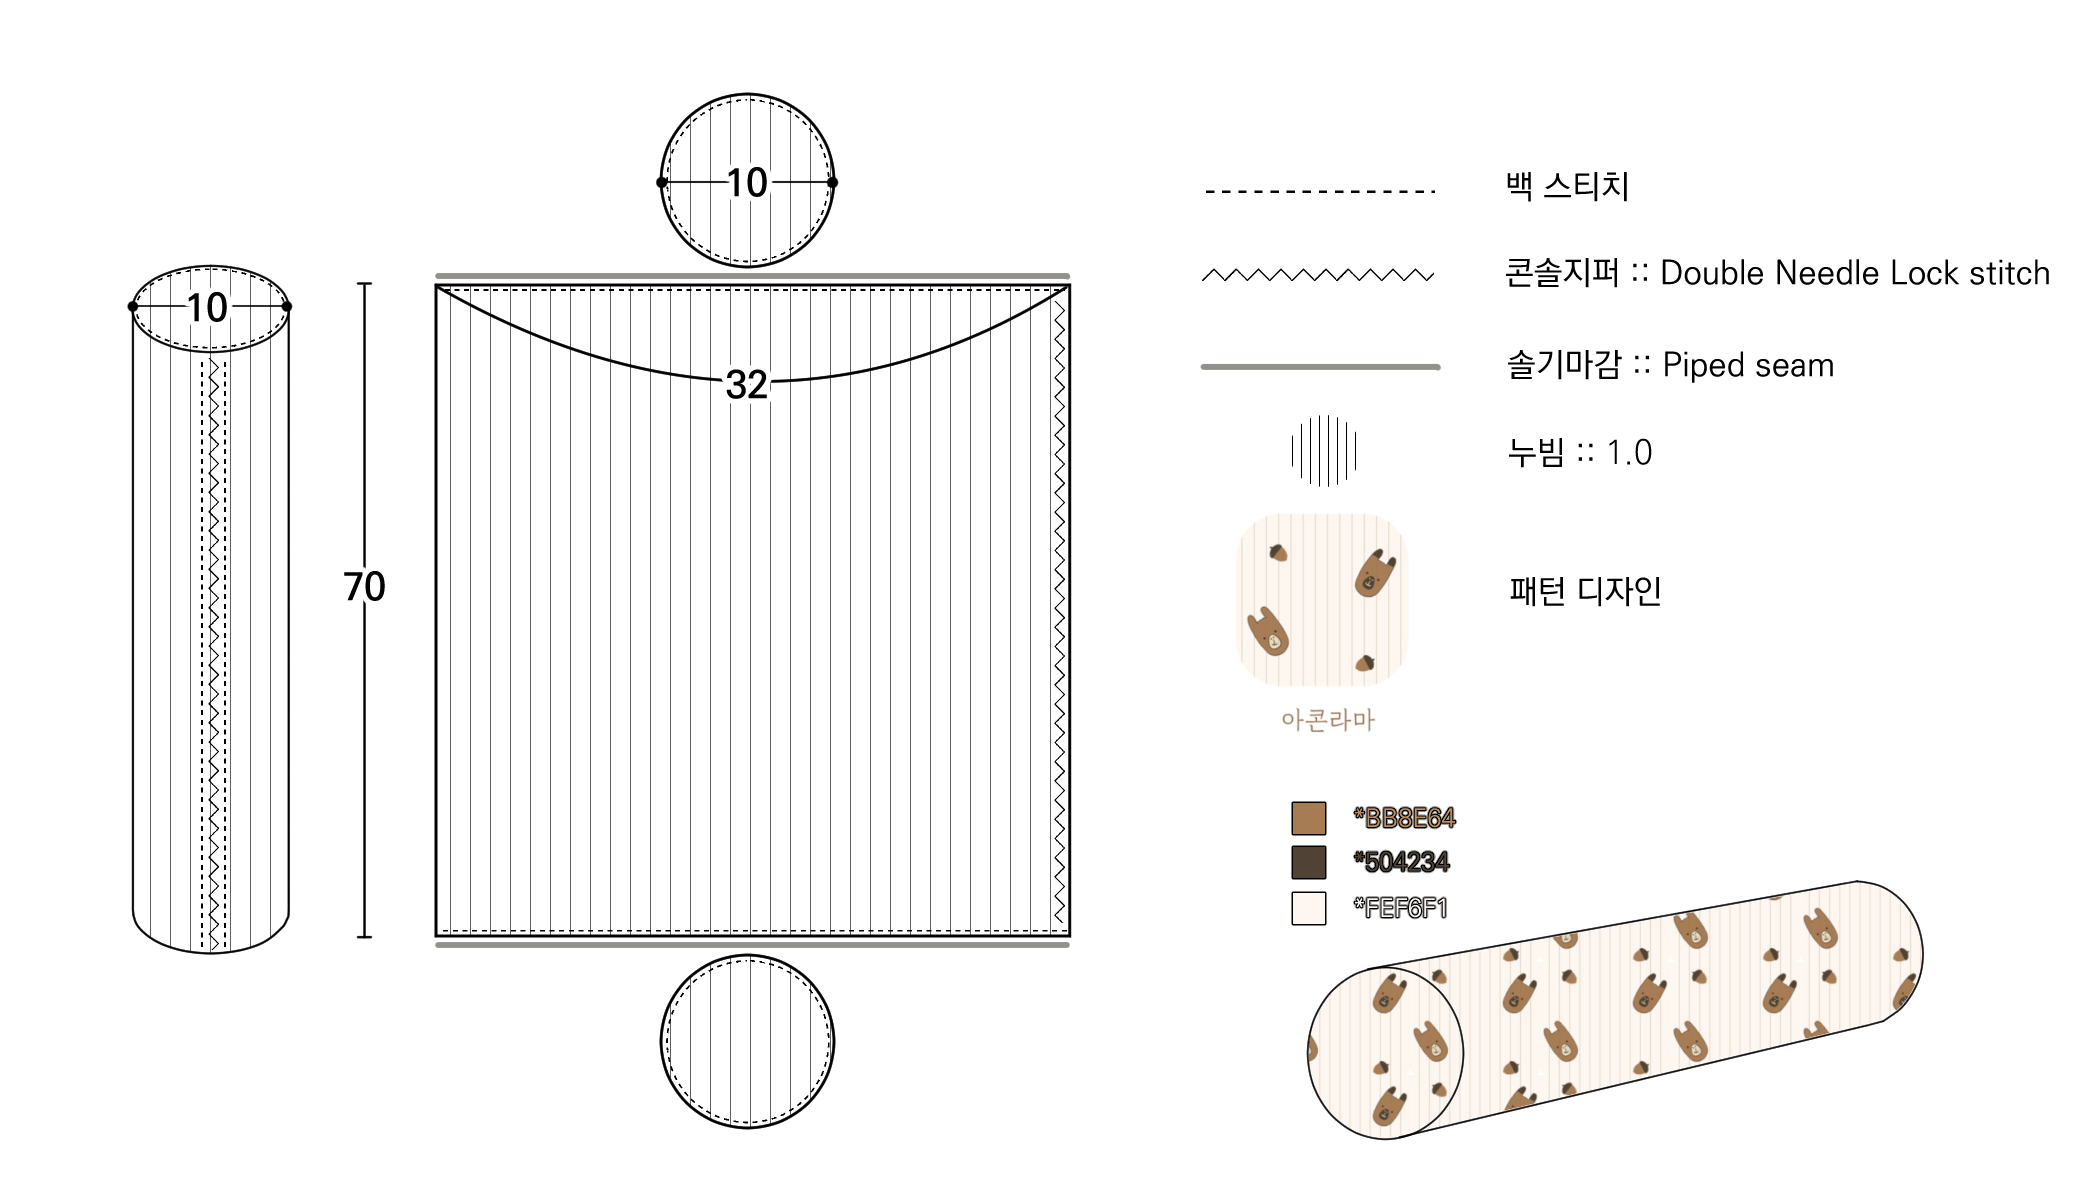 10
10
70
32
백 스티치
콘솔지퍼 :: Double Needle Lock stitch
솔기마감 :: Piped seam
누빔 :: 1.0
패턴 디자인
아콘라마
*BB8E64
*504234
*FEF6F1